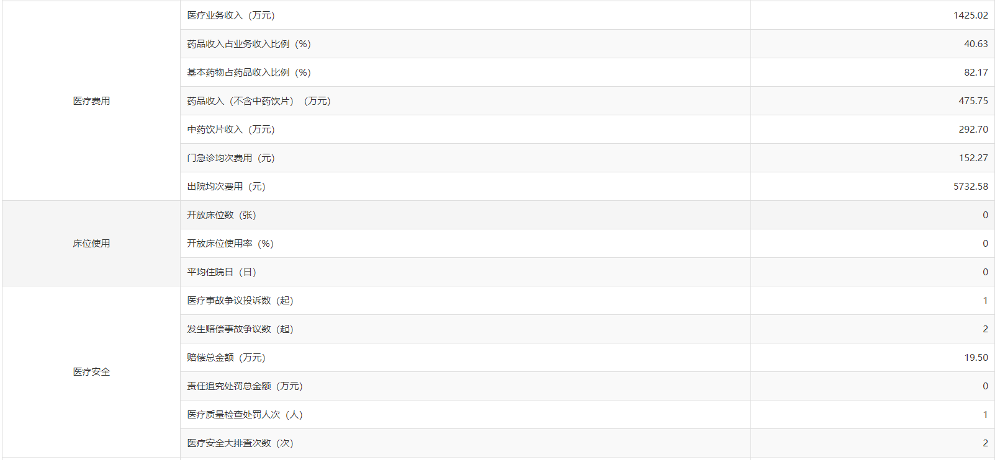 医疗费用
医疗业务收入（万元） 1425.02
药品收入占业务收入比例（%） 40.63
基本药物占药品收入比例（%） 82.17
药品收入（不含中药饮片）（万元） 475.75
中药饮片收入（万元） 292.70
门急诊均次费用（元） 152.27
出院均次费用（元） 5732.58
床位使用
开放床位数（张） 0
开放床位使用率（%） 0
平均住院日（日） 0
医疗安全
医疗事故争议投诉数（起） 1
发生赔偿事故争议数（起） 2
赔偿总金额（万元） 19.50
责任追究处罚总金额（万元） 0
医疗质量检查处罚人次（人） 1
医疗安全大排查次数（次） 2